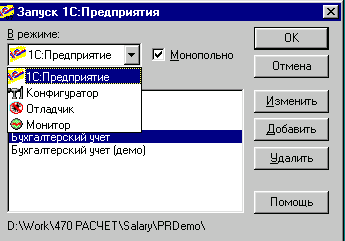 Запуск 1С:Предприятия
В режиме:
1С:Предприятие
Монопольно
1С:Предприятие
Конфигуратор
Отладчик
Монитор
Бухгалтерский учет
Бухгалтерский учет (демо)
D:\Work\470 РАСЧЕТ\Salary\PRDemo\
OK
Отмена
Изменить
Добавить
Удалить
Помощь